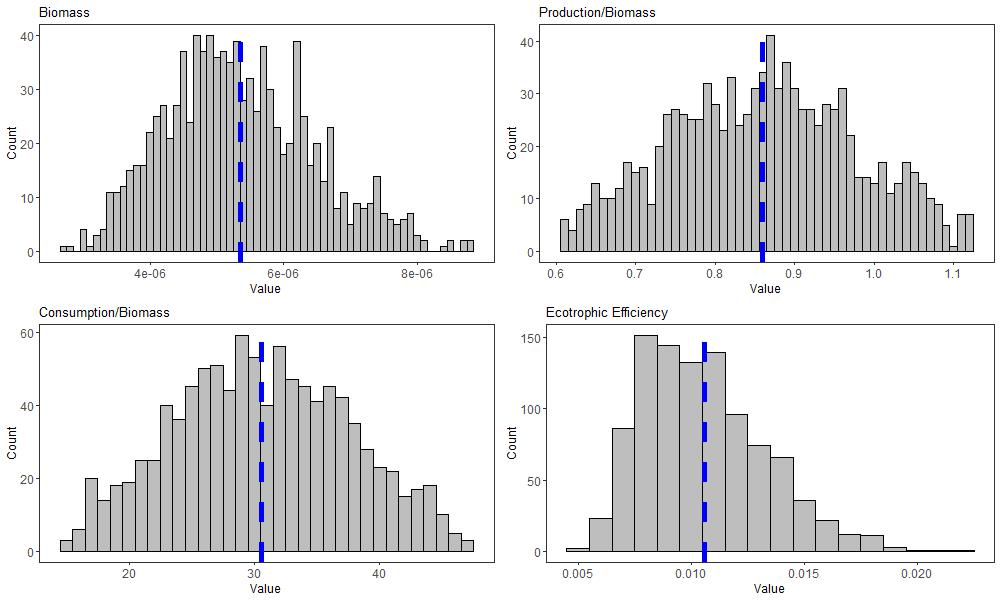 Biomass
40
30
20
10
0
Count
4e-06 6e-06 8e-06
Value
Production/Biomass
40
30
20
10
0
Count
0.6 0.7 0.8 0.9 1.0 1.1
Value
Consumption/Biomass
60
40
20
0
Count
20 30 40
Value
Ecotrophic Efficiency
150
100
50
0
Count
0.005 0.010 0.015 0.020
Value